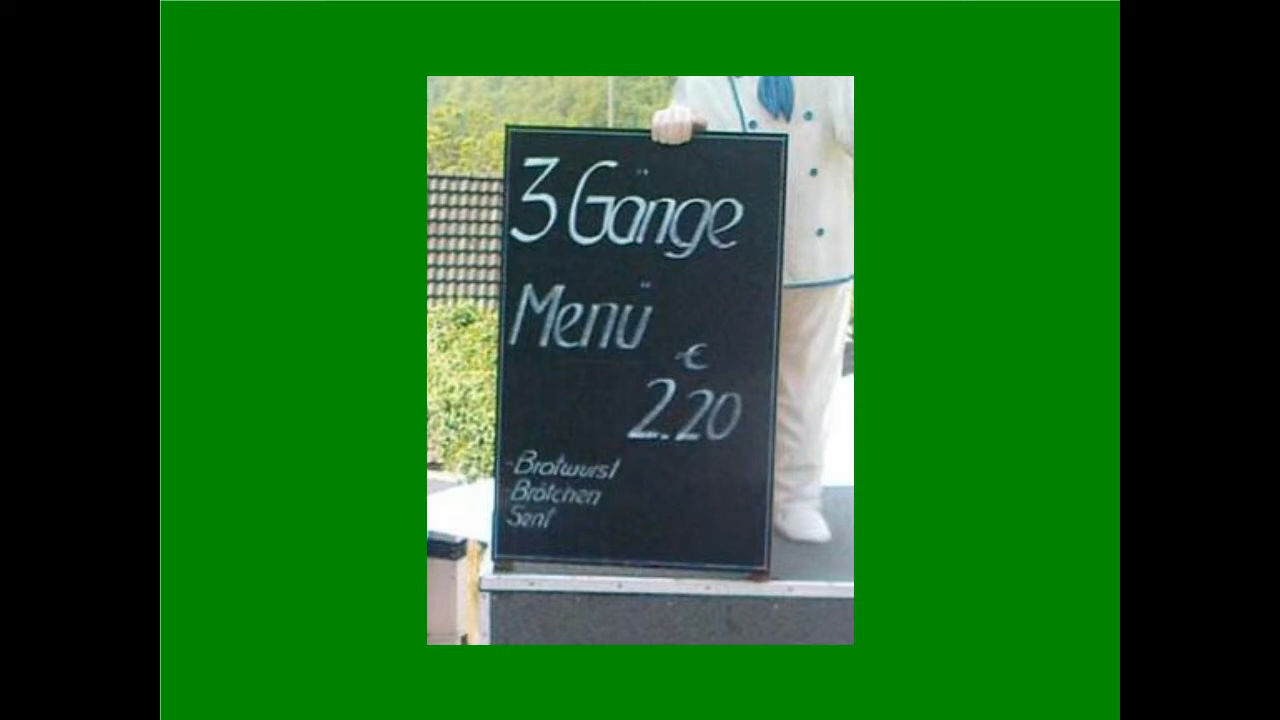 3 Gänge
Menü
€
2.20
- Bratwurst
- Brötchen
Senf